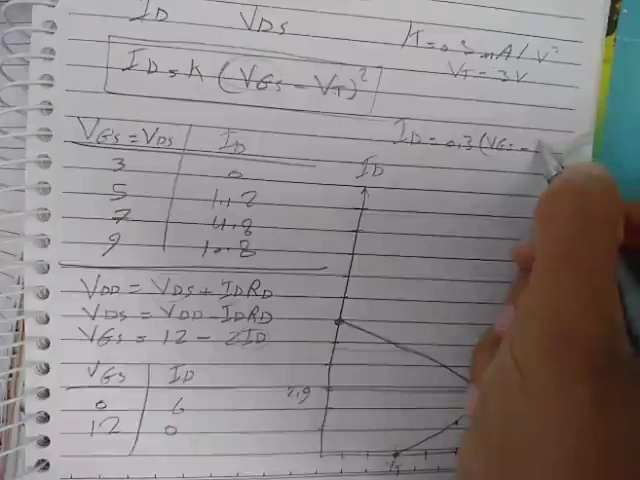 ID VDS
K = 0.3 mA/V²
VT = 3V
ID = K (VGS - VT)²
ID = 0.3 (VGS -
VGS = VDS ID
3 0
5 1.2
7 4.8
9 10.8
ID
VDD = VDS + IDRD
VDS = VDD - IDRD
VGS = 12 - 2ID
VGS ID
0 6
12 0
2,9